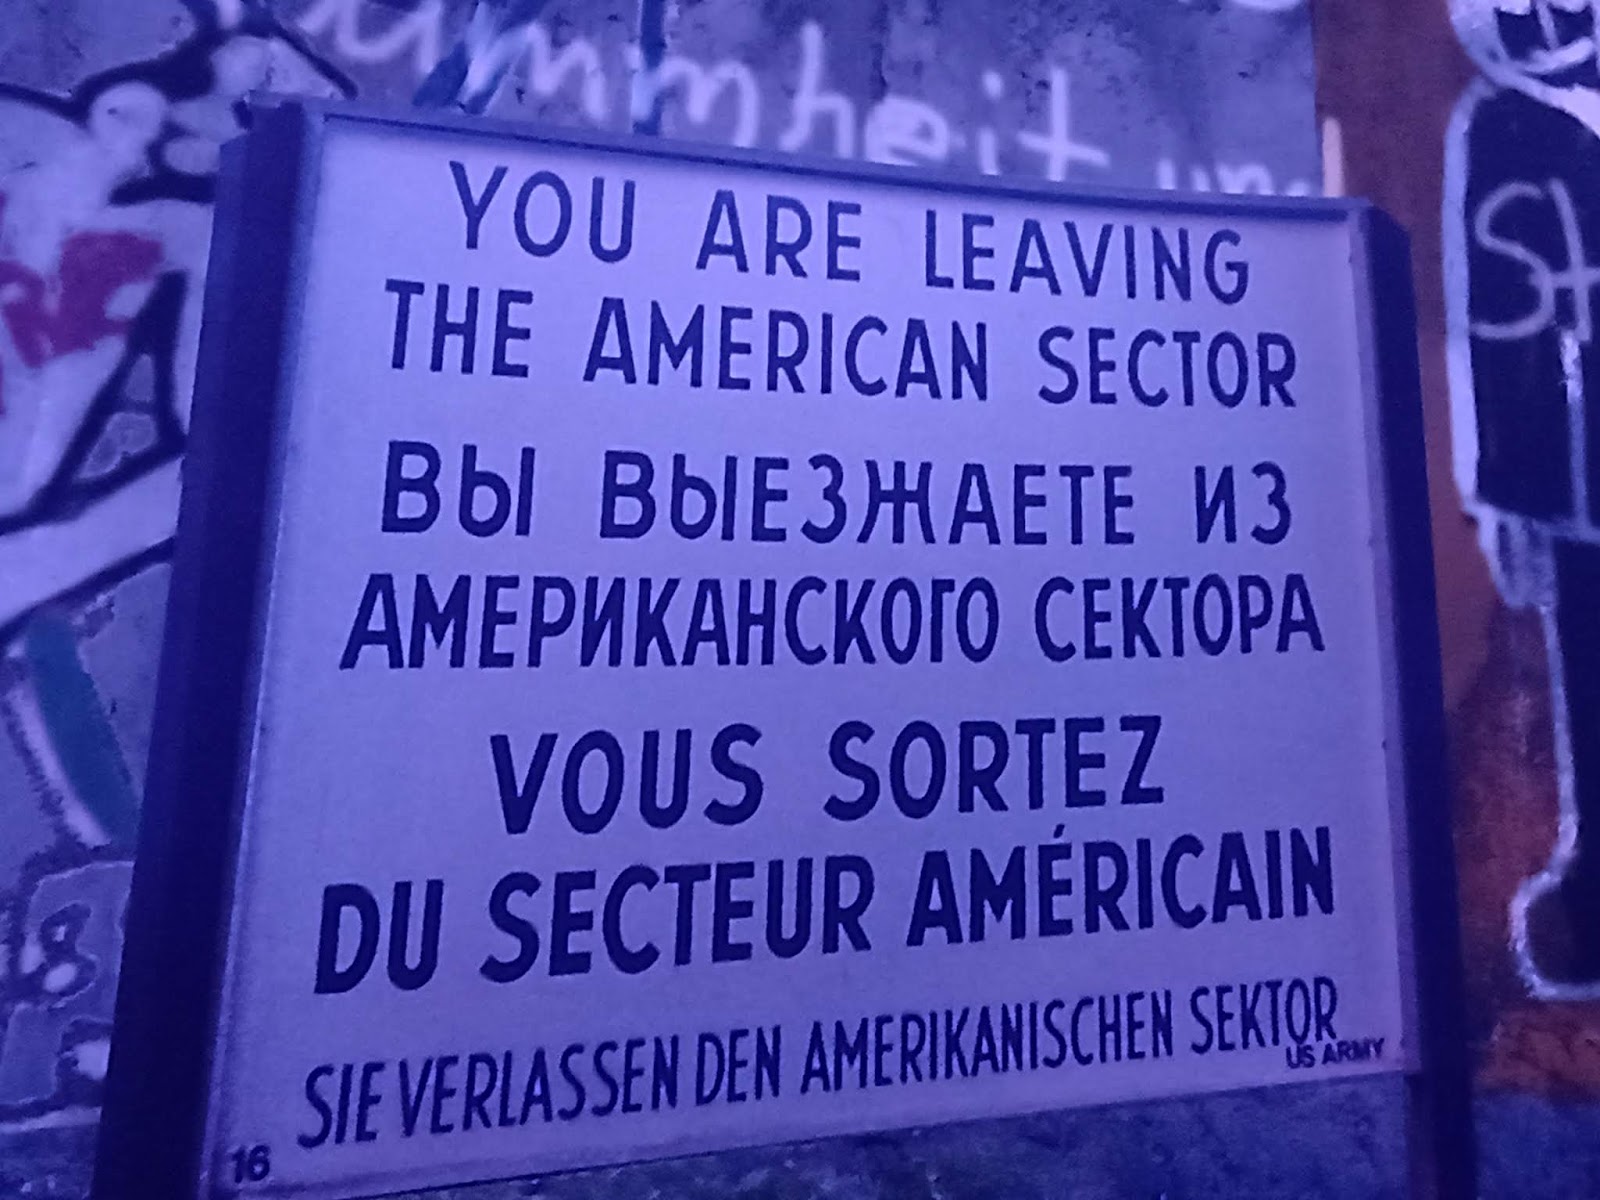 YOU ARE LEAVING
THE AMERICAN SECTOR
ВЫ ВЫЕЗЖАЕТЕ ИЗ
АМЕРИКАНСКОГО СЕКТОРА
VOUS SORTEZ
DU SECTEUR AMÉRICAIN
SIE VERLASSEN DEN AMERIKANISCHEN SEKTOR
US ARMY
16